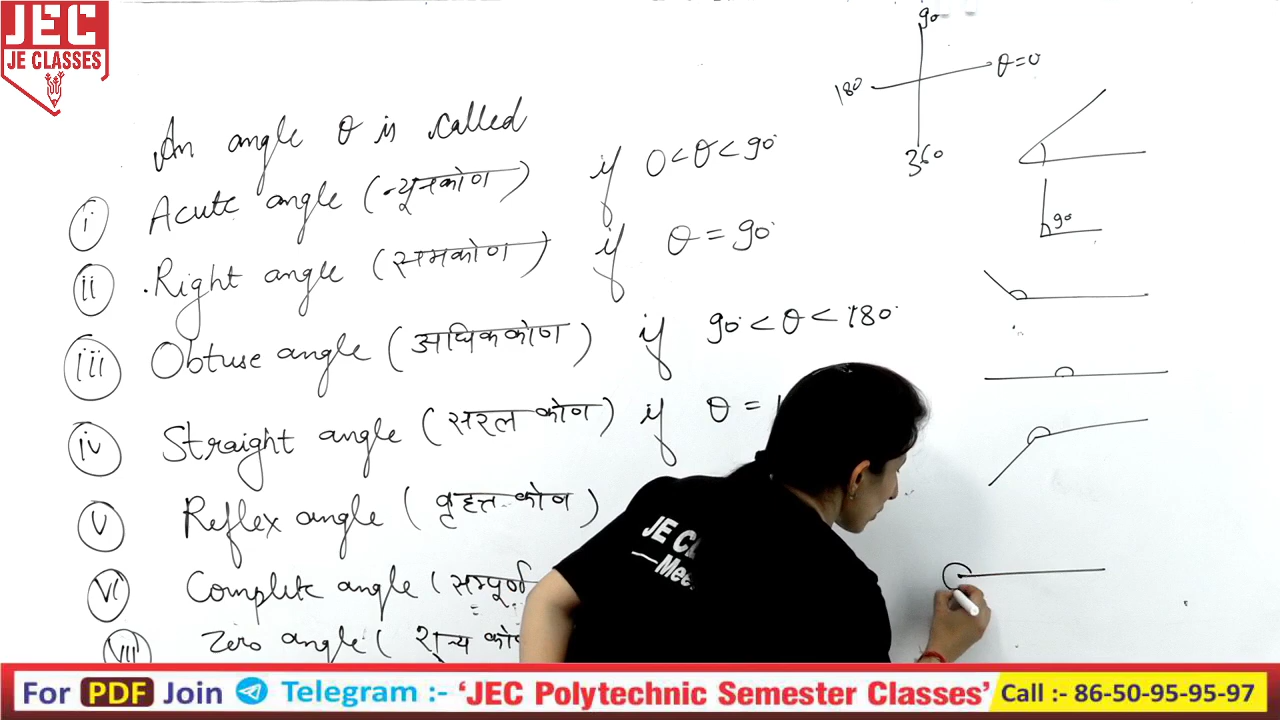 JEC
JE CLASSES
90
180
θ=0
360
An angle θ is called
i Acute angle (न्यूनकोण) if 0<θ<90°
90
ii Right angle (समकोण) if θ = 90°
iii Obtuse angle (अधिककोण) if 90° < θ < 180°
iv Straight angle (सरल कोण) if θ =
v Reflex angle (वृहत्त कोण)
vi Complete angle (सम्पूर्ण
vii Zero angle (शून्य
For PDF Join Telegram :- 'JEC Polytechnic Semester Classes' Call :- 86-50-95-95-97